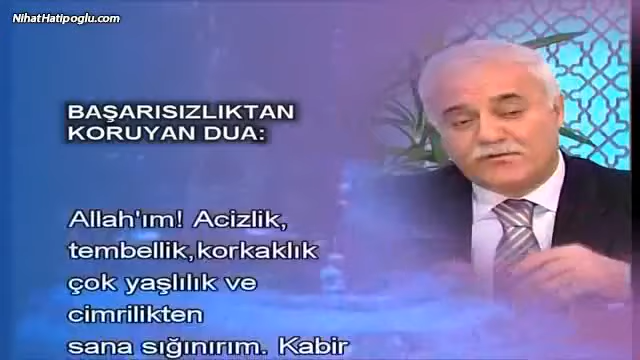 NihatHatipoglu.com
BAŞARISIZLIKTAN
KORUYAN DUA:
Allah'ım! Acizlik,
tembellik,korkaklık
çok yaşlılık ve
cimrilikten
sana sığınırım. Kabir